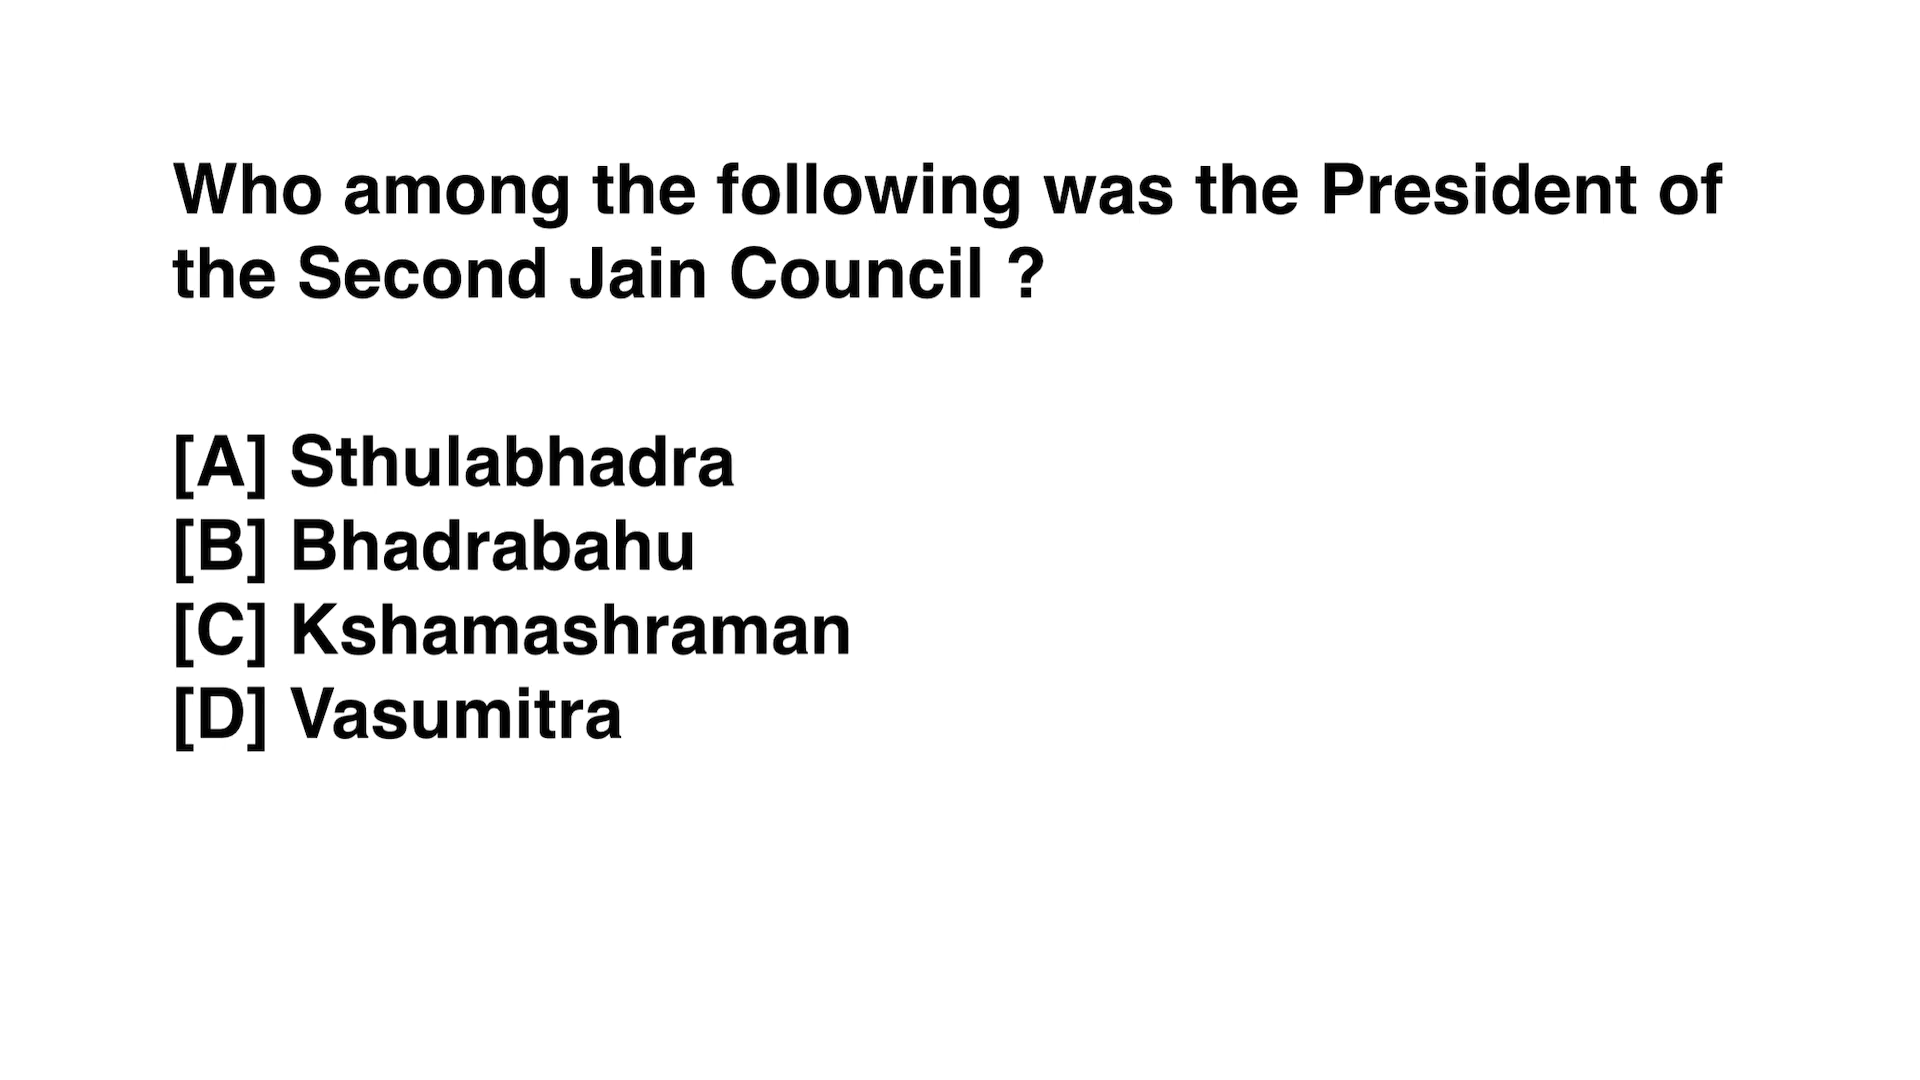 Who among the following was the President of
the Second Jain Council ?
[A] Sthulabhadra
[B] Bhadrabahu
[C] Kshamashraman
[D] Vasumitra